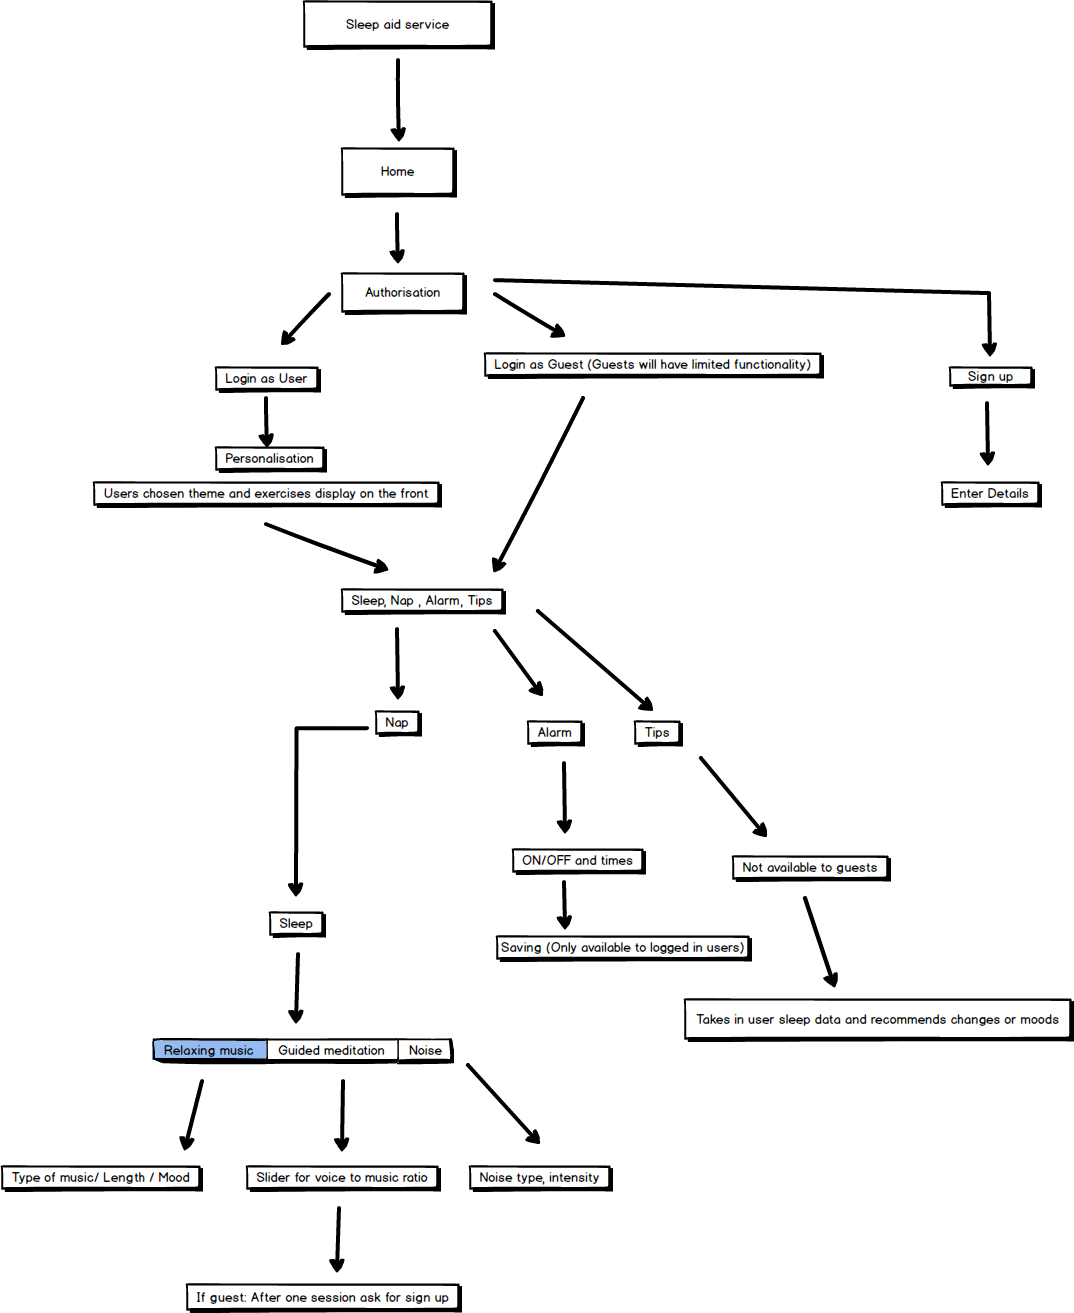 Sleep aid service
Home
Authorisation
Login as User
Login as Guest (Guests will have limited functionality)
Sign up
Personalisation
Users chosen theme and exercises display on the front
Enter Details
Sleep, Nap , Alarm, Tips
Nap
Alarm
Tips
ON/OFF and times
Not available to guests
Sleep
Saving (Only available to logged in users)
Takes in user sleep data and recommends changes or moods
Relaxing music Guided meditation Noise
Type of music/ Length / Mood
Slider for voice to music ratio
Noise type, intensity
If guest: After one session ask for sign up